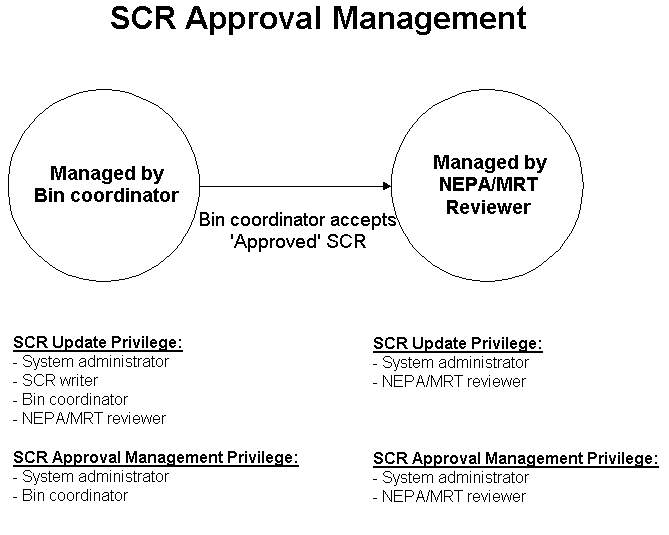 SCR Approval Management
Managed by
Bin coordinator
Bin coordinator accepts
'Approved' SCR
Managed by
NEPA/MRT
Reviewer
SCR Update Privilege:
- System administrator
- SCR writer
- Bin coordinator
- NEPA/MRT reviewer
SCR Approval Management Privilege:
- System administrator
- Bin coordinator
SCR Update Privilege:
- System administrator
- NEPA/MRT reviewer
SCR Approval Management Privilege:
- System administrator
- NEPA/MRT reviewer